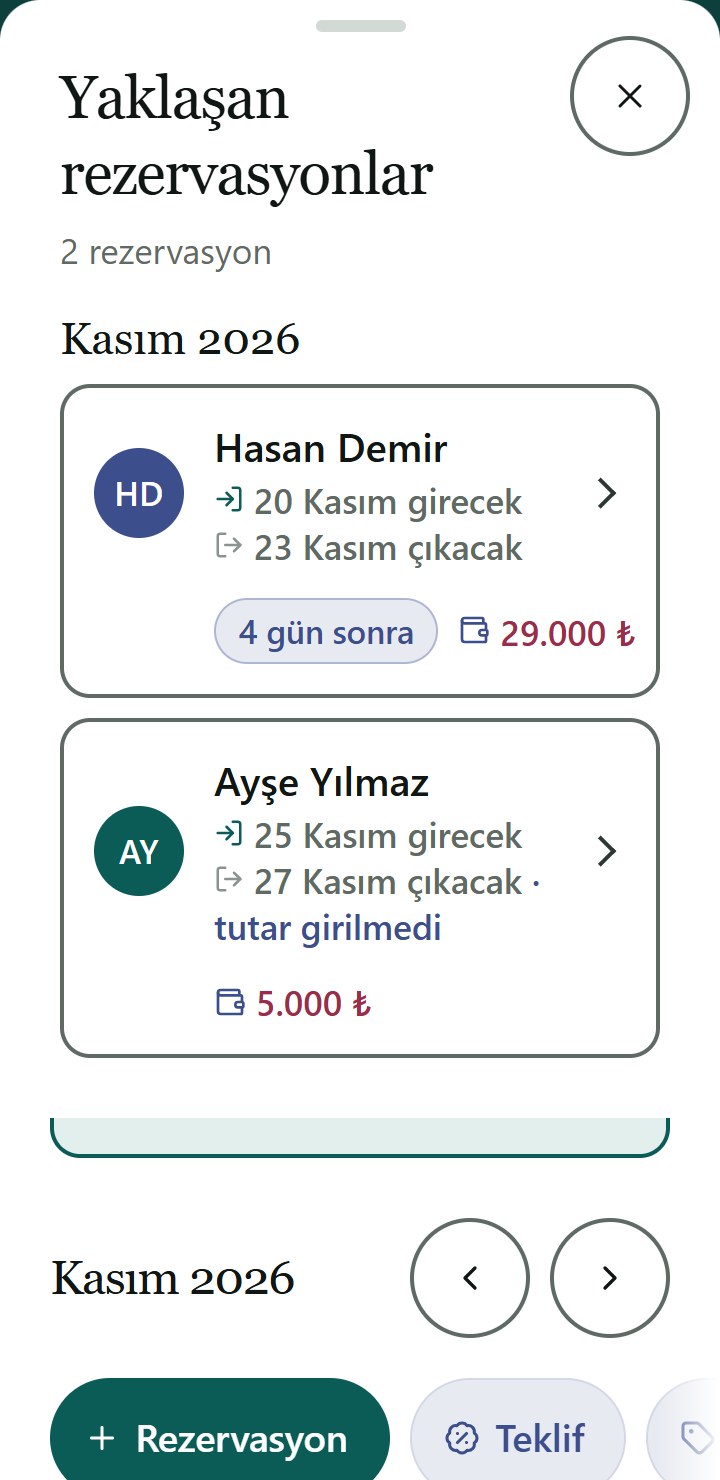 Yaklaşan
rezervasyonlar
2 rezervasyon
Kasım 2026
HD
Hasan Demir
20 Kasım girecek
23 Kasım çıkacak
4 gün sonra
29.000 ₺
AY
Ayşe Yılmaz
25 Kasım girecek
27 Kasım çıkacak ·
tutar girilmedi
5.000 ₺
Kasım 2026
+ Rezervasyon
Teklif